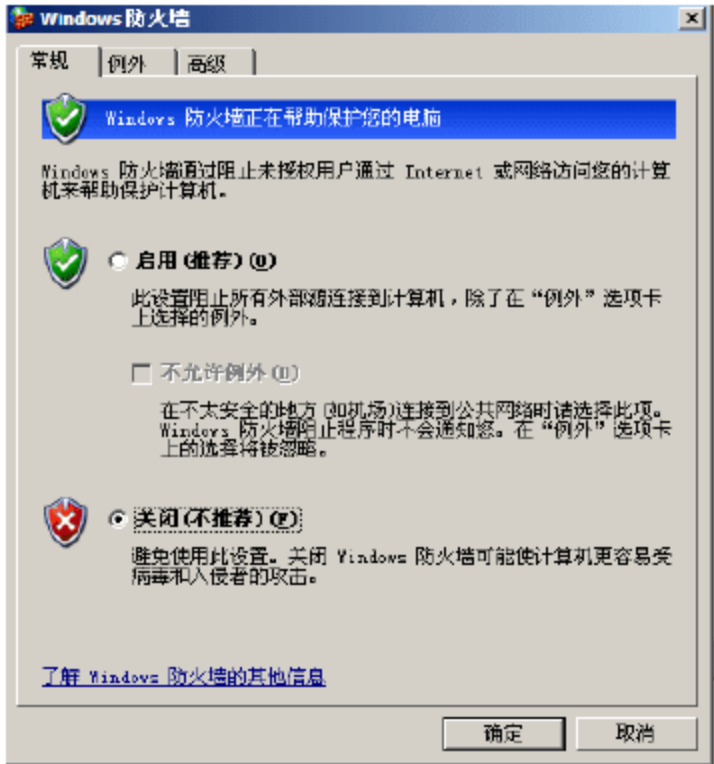 Windows 防火墙
常规
例外
高级
Windows 防火墙正在帮助保护您的电脑
Windows 防火墙通过阻止未授权用户通过 Internet 或网络访问您的计算
机来帮助保护计算机。
启用(推荐)(O)
此设置阻止所有外部源连接到计算机，除了在“例外”选项卡
上选择的例外。
不允许例外(D)
在不太安全的地方(如机场)连接到公共网络时请选择此项。
Windows 防火墙阻止程序时不会通知您。在“例外”选项卡
上的选择将被忽略。
关闭(不推荐)(F)
避免使用此设置。关闭 Windows 防火墙可能使计算机更容易受
病毒和入侵者的攻击。
了解 Windows 防火墙的其他信息
确定
取消